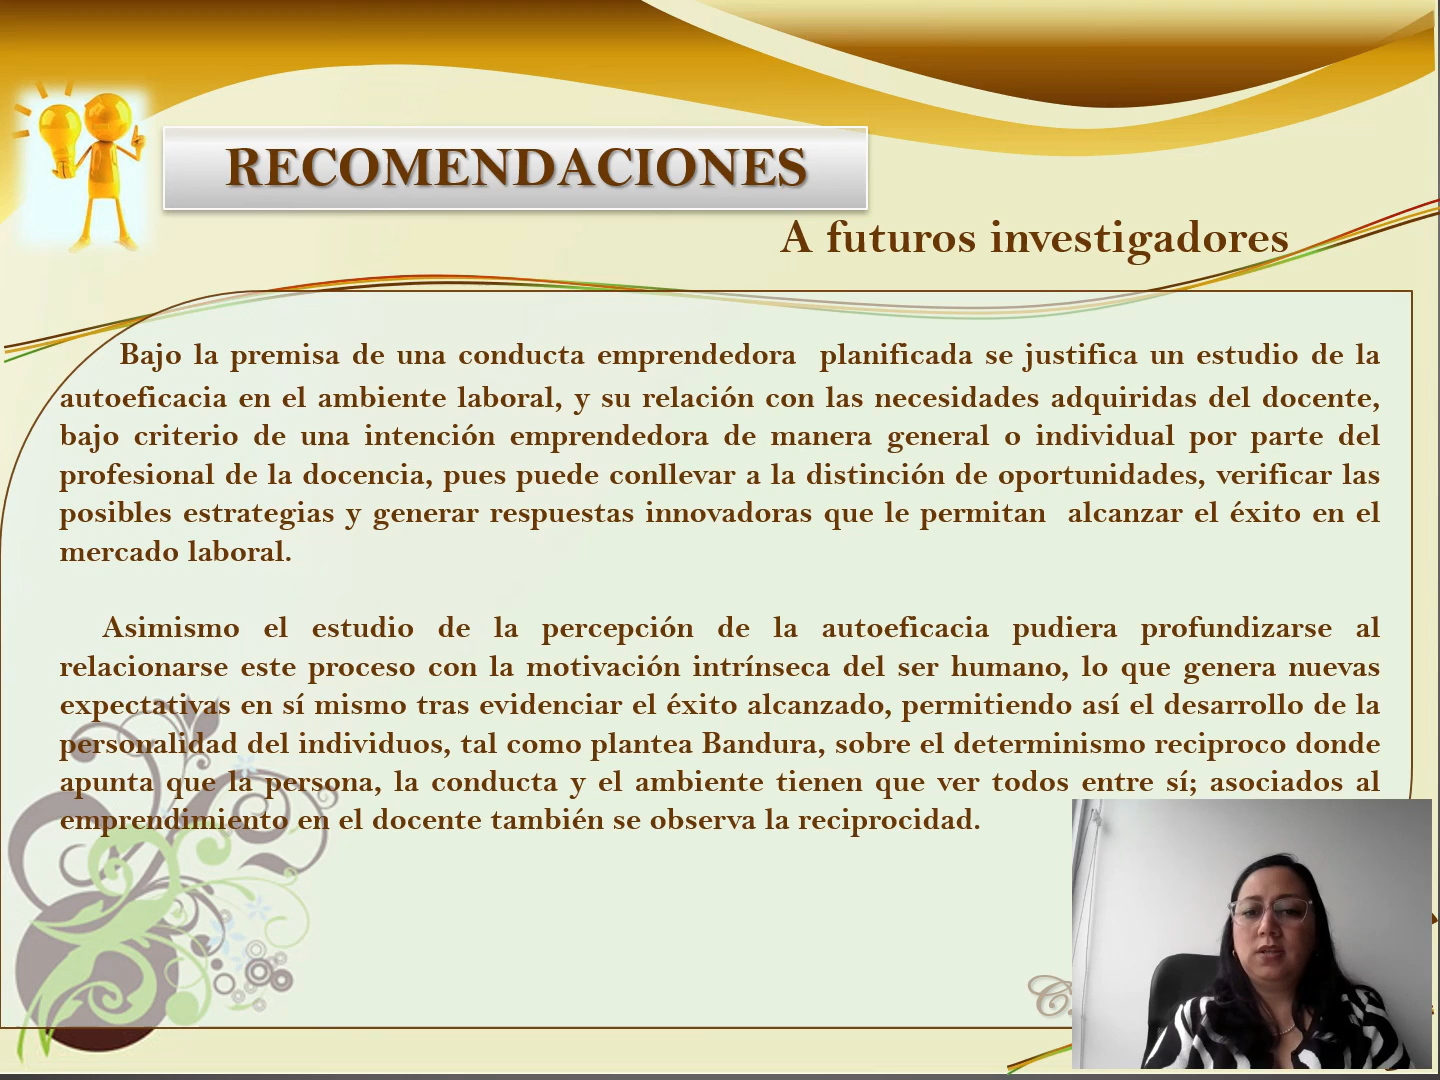 RECOMENDACIONES
A futuros investigadores
Bajo la premisa de una conducta emprendedora planificada se justifica un estudio de la
autoeficacia en el ambiente laboral, y su relación con las necesidades adquiridas del docente,
bajo criterio de una intención emprendedora de manera general o individual por parte del
profesional de la docencia, pues puede conllevar a la distinción de oportunidades, verificar las
posibles estrategias y generar respuestas innovadoras que le permitan alcanzar el éxito en el
mercado laboral.
Asimismo el estudio de la percepción de la autoeficacia pudiera profundizarse al
relacionarse este proceso con la motivación intrínseca del ser humano, lo que genera nuevas
expectativas en sí mismo tras evidenciar el éxito alcanzado, permitiendo así el desarrollo de la
personalidad del individuos, tal como plantea Bandura, sobre el determinismo reciproco donde
apunta que la persona, la conducta y el ambiente tienen que ver todos entre sí; asociados al
emprendimiento en el docente también se observa la reciprocidad.